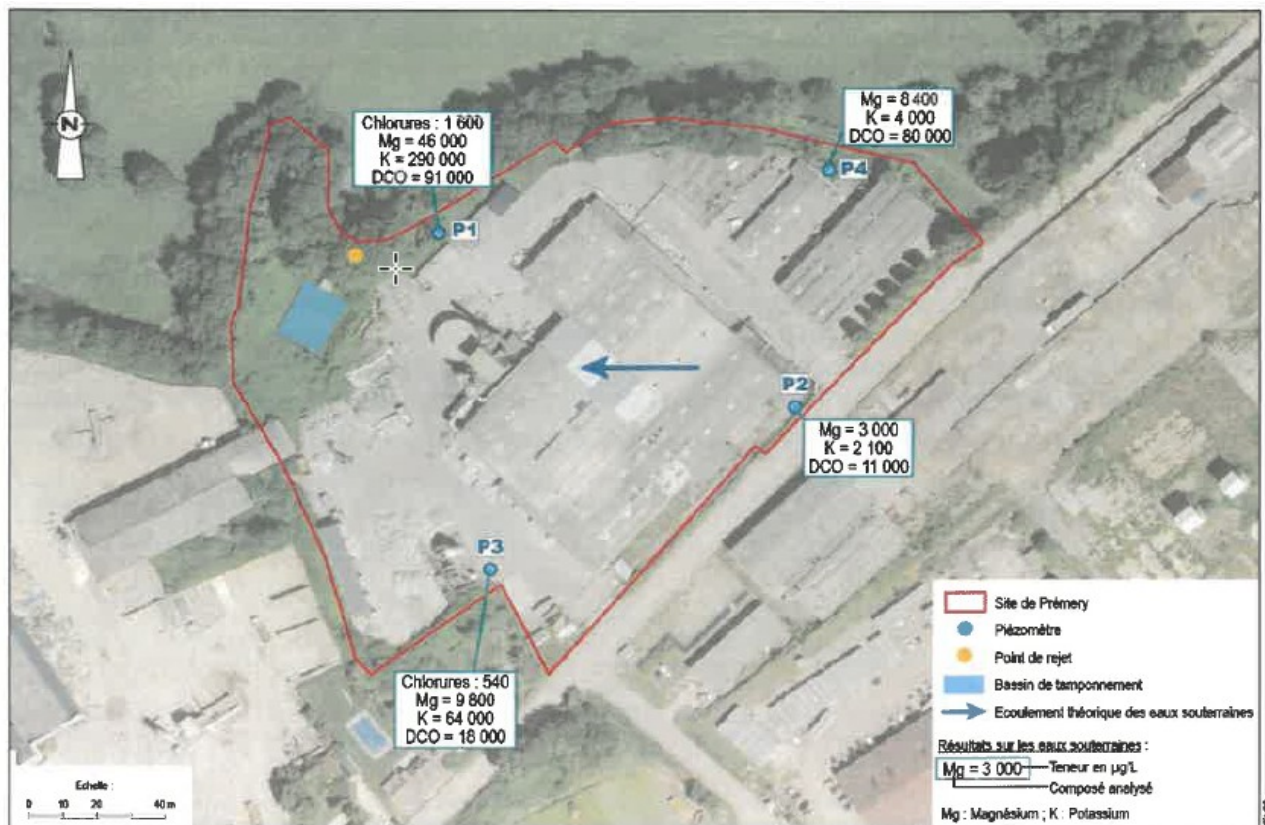 N
Chlorures : 1 600
Mg = 46 000
K = 290 000
DCO = 91 000
P1
Mg = 8 400
K = 4 000
DCO = 80 000
P4
P2
Mg = 3 000
K = 2 100
DCO = 11 000
P3
Chlorures : 540
Mg = 9 800
K = 64 000
DCO = 18 000
Site de Prémery
Piézomètre
Point de rejet
Bassin de tamponnement
Ecoulement théorique des eaux souterraines
Résultats sur les eaux souterraines :
Mg = 3 000 Teneur en µg/L
Composé analysé
Mg : Magnésium ; K : Potassium
Echelle :
0 10 20 40 m